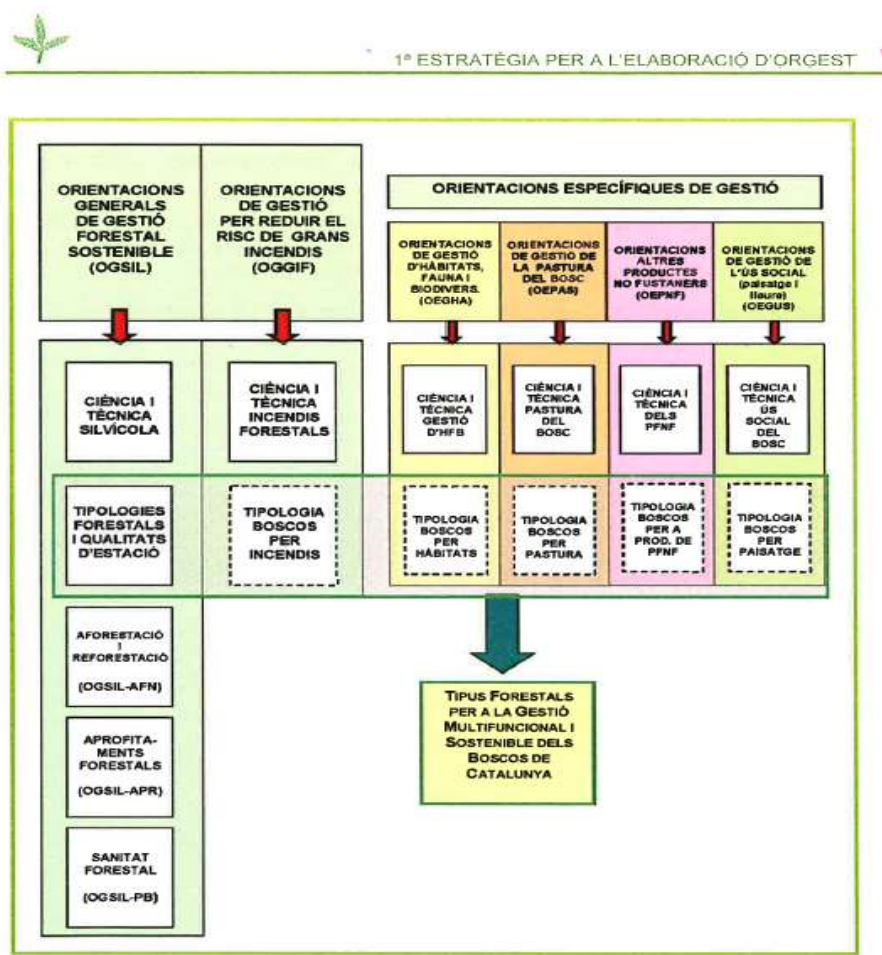 1ª ESTRATÈGIA PER A L'ELABORACIÓ D'ORGEST
ORIENTACIONS
GENERALS
DE GESTIÓ
FORESTAL
SOSTENIBLE
(OGSIL)
ORIENTACIONS
DE GESTIÓ
PER REDUIR EL
RISC DE GRANS
INCENDIS
(OGGIF)
ORIENTACIONS ESPECÍFIQUES DE GESTIÓ
ORIENTACIONS
DE GESTIÓ
D'HÀBITATS,
FAUNA I
BIODIVERS.
(OEGHA)
ORIENTACIONS
DE GESTIÓ DE
LA PASTURA
DEL BOSC
(OEPAS)
ORIENTACIONS
ALTRES
PRODUCTES
NO FUSTANERS
(OEPNF)
ORIENTACIONS
DE GESTIÓ DE
L'ÚS SOCIAL
(paisatge i
lleure)
(OEGUS)
CIÈNCIA I
TÈCNICA
SILVÍCOLA
CIÈNCIA I
TÈCNICA
INCENDIS
FORESTALS
CIÈNCIA I
TÈCNICA
GESTIÓ
D'HFB
CIÈNCIA I
TÈCNICA
PASTURA
DEL
BOSC
CIÈNCIA I
TÈCNICA
DELS
PFNF
CIÈNCIA I
TÈCNICA
ÚS
SOCIAL
DEL
BOSC
TIPOLOGIES
FORESTALS
I QUALITATS
D'ESTACIÓ
TIPOLOGIA
BOSCOS
PER
INCENDIS
TIPOLOGIA
BOSCOS
PER
HÀBITATS
TIPOLOGIA
BOSCOS
PER
PASTURA
TIPOLOGIA
BOSCOS
PER A
PROD. DE
PFNF
TIPOLOGIA
BOSCOS
PER
PAISATGE
AFORESTACIÓ
I
REFORESTACIÓ
(OGSIL-AFN)
APROFITA-
MENTS
FORESTALS
(OGSIL-APR)
SANITAT
FORESTAL
(OGSIL-PB)
TIPUS FORESTALS
PER A LA GESTIÓ
MULTIFUNCIONAL I
SOSTENIBLE DELS
BOSCOS DE
CATALUNYA